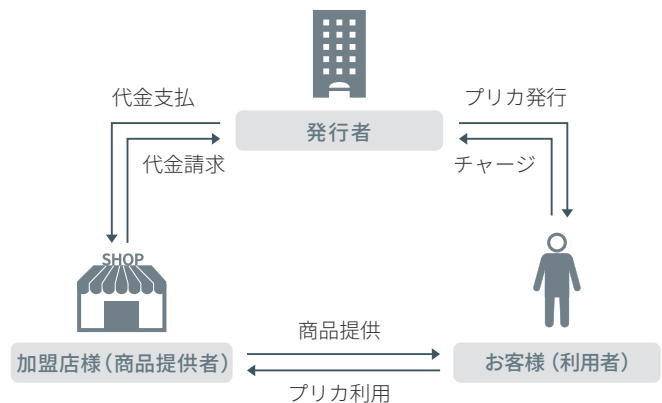 代金支払
プリカ発行
発行者
代金請求
チャージ
SHOP
商品提供
加盟店様(商品提供者)
お客様(利用者)
プリカ利用